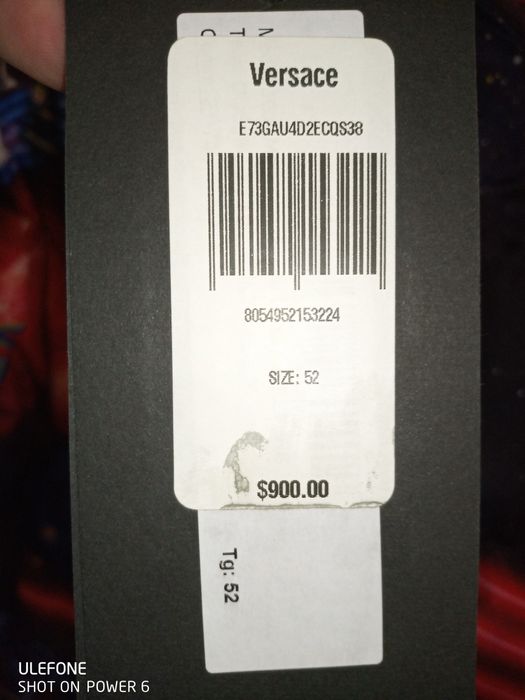 Versace
E73GAU4D2ECQS38
8054952153224
SIZE: 52
$900.00
Tg: 52
ULEFONE
SHOT ON POWER 6